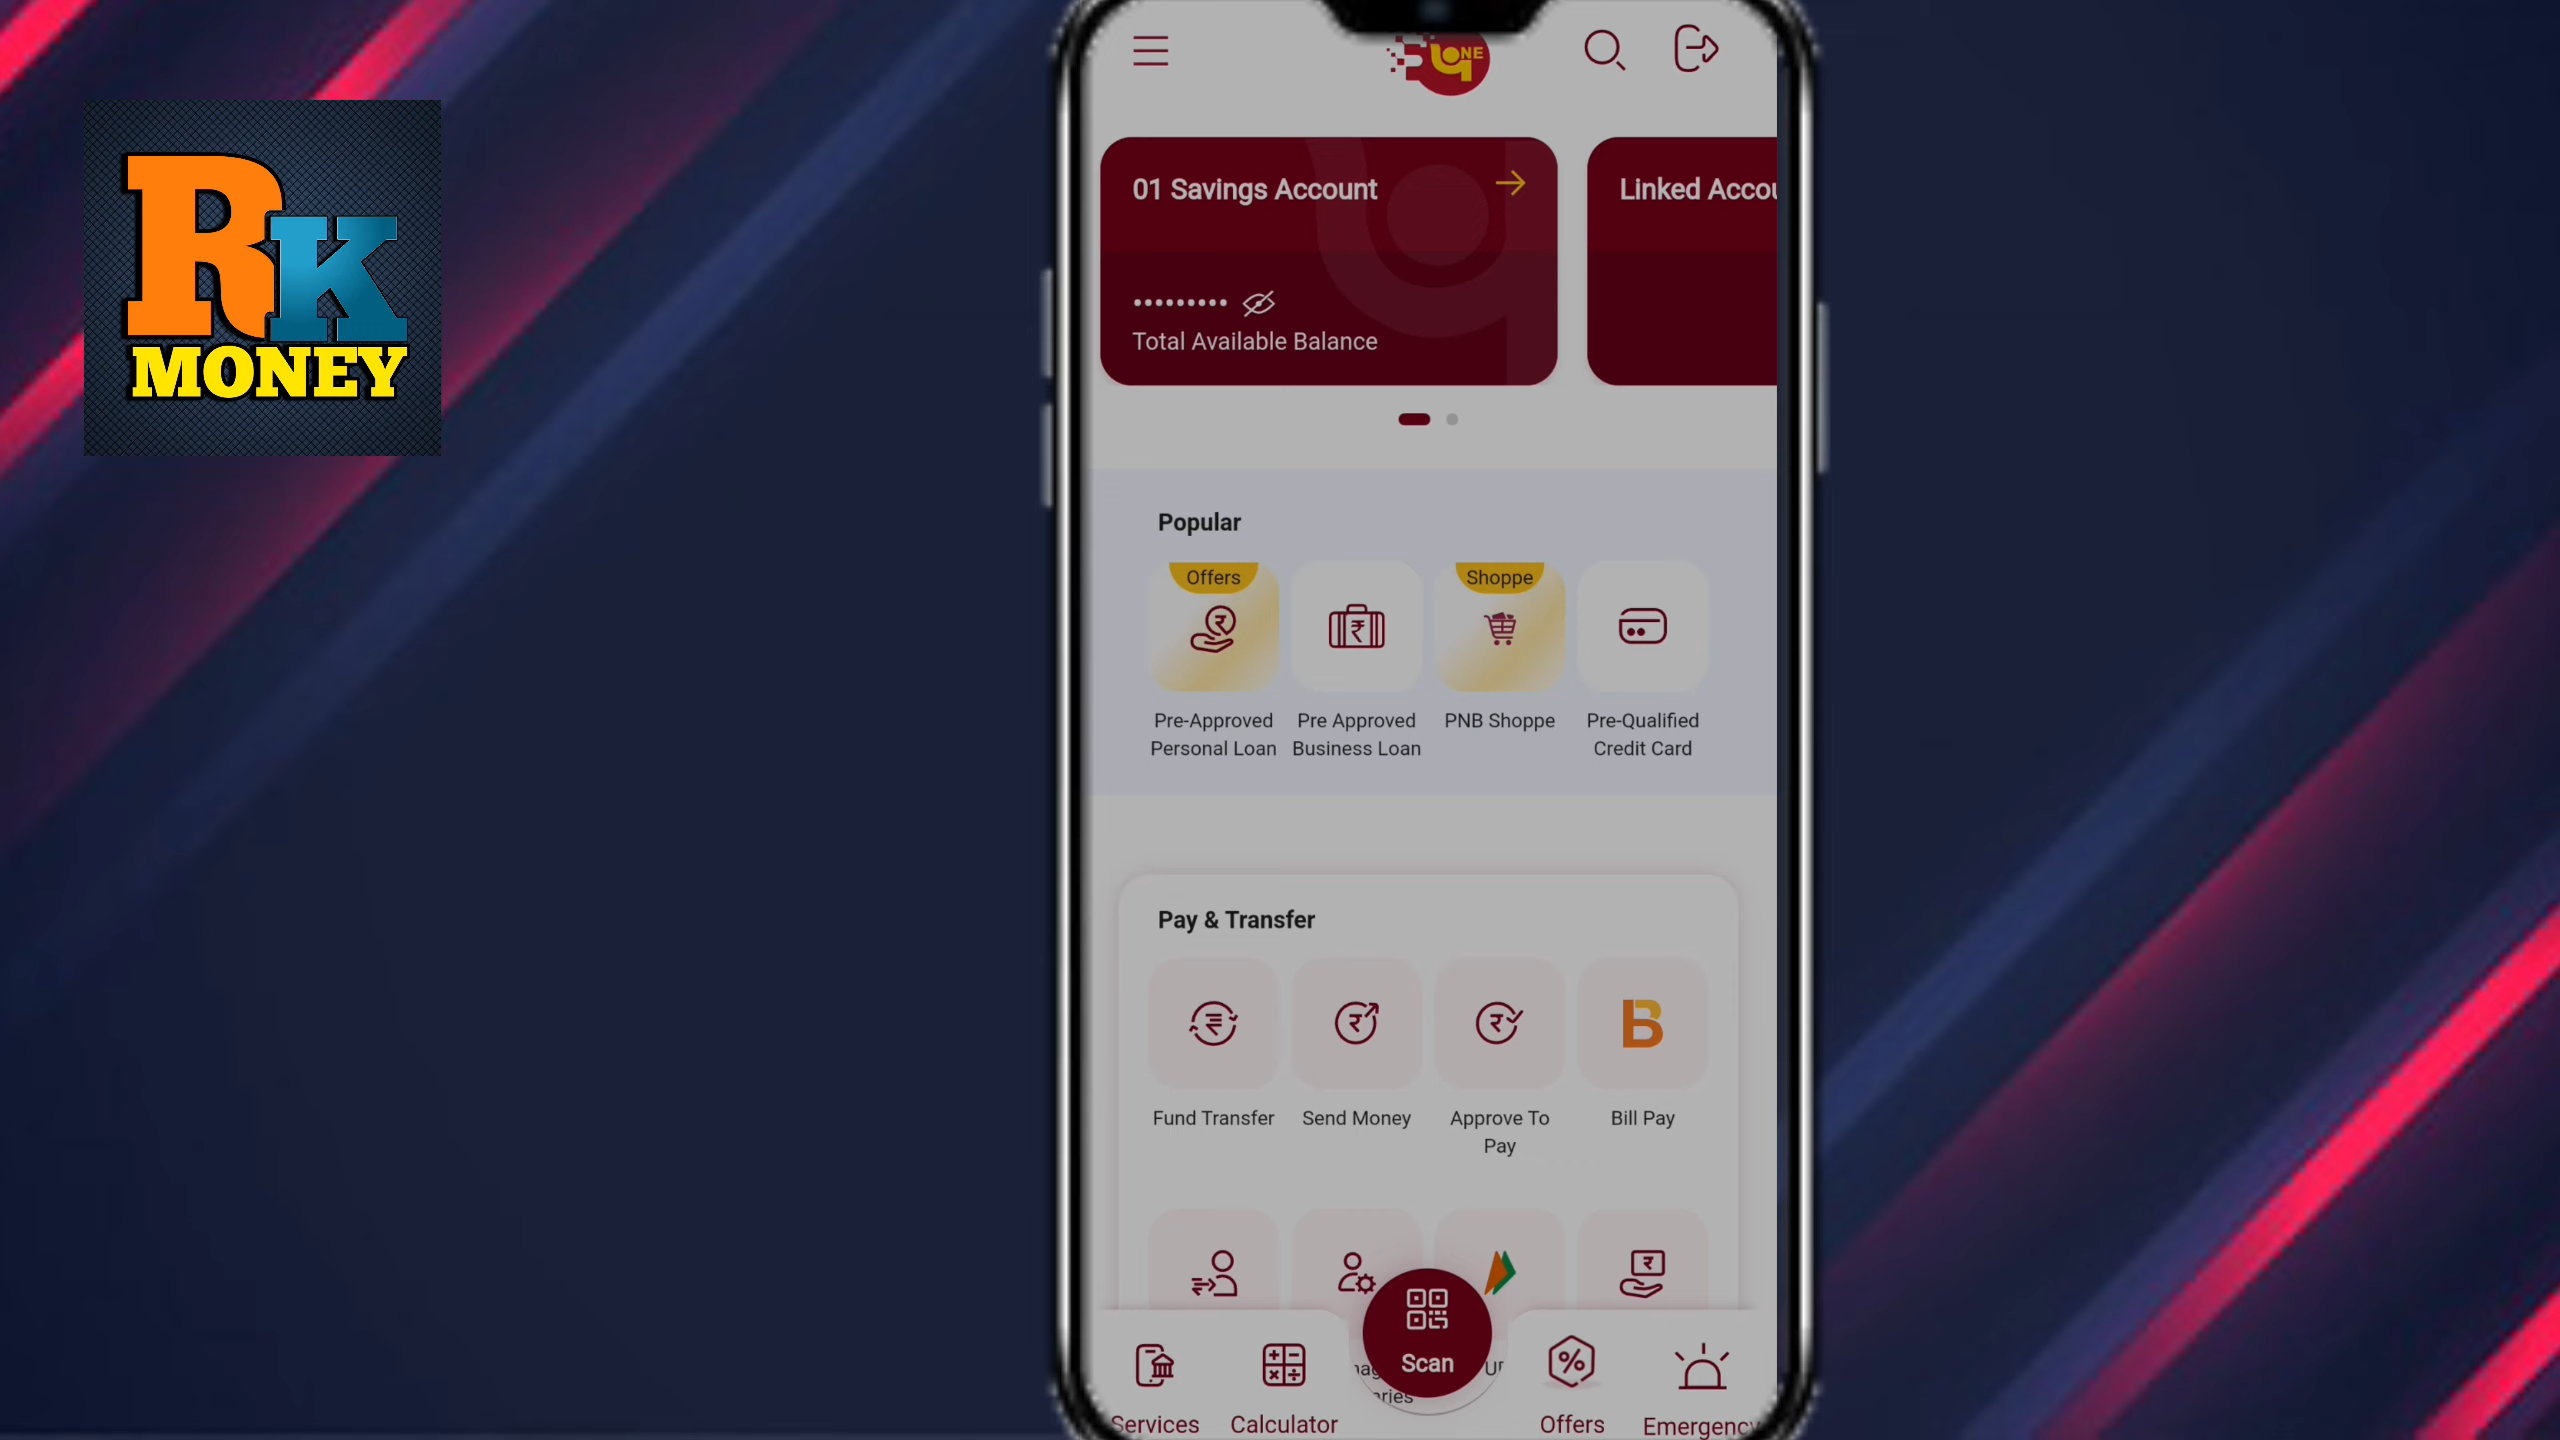 RK
MONEY
ONE
01 Savings Account
Total Available Balance
Linked Accou
Popular
Offers
Shoppe
Pre-Approved
Personal Loan
Pre Approved
Business Loan
PNB Shoppe
Pre-Qualified
Credit Card
Pay & Transfer
Fund Transfer
Send Money
Approve To
Pay
Bill Pay
Scan
Services
Calculator
Offers
Emergency